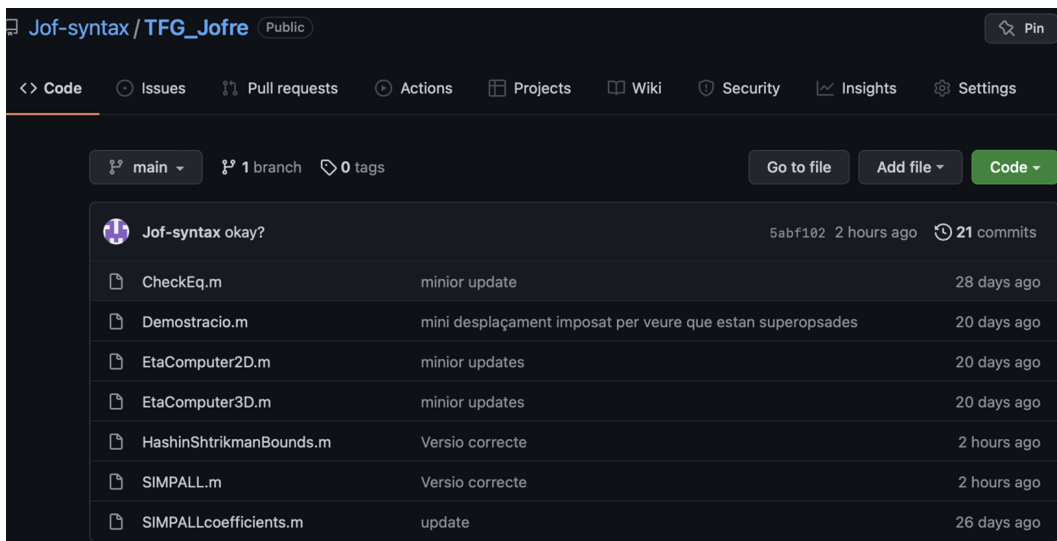 Jof-syntax / TFG_Jofre Public Pin
Code Issues Pull requests Actions Projects Wiki Security Insights Settings
main 1 branch 0 tags Go to file Add file Code
Jof-syntax okay? 5abf102 2 hours ago 21 commits
CheckEq.m minior update 28 days ago
Demostracio.m mini desplaçament imposat per veure que estan superopsades 20 days ago
EtaComputer2D.m minior updates 20 days ago
EtaComputer3D.m minior updates 20 days ago
HashinShtrikmanBounds.m Versio correcte 2 hours ago
SIMPALL.m Versio correcte 2 hours ago
SIMPALLcoefficients.m update 26 days ago